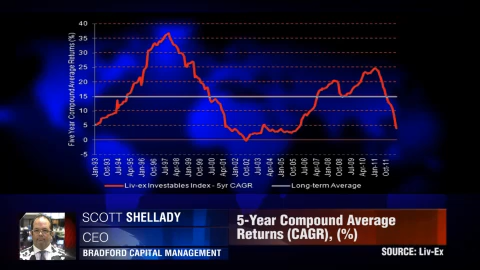 Five Year Compound Average Returns (%)
40
35
30
25
20
15
10
5
0
-5
Jan-93
Oct-93
Jul-94
Apr-95
Jan-96
Oct-96
Jul-97
Apr-98
Jan-99
Oct-99
Jul-00
Apr-01
Jan-02
Oct-02
Jul-03
Apr-04
Jan-05
Oct-05
Jul-06
Apr-07
Jan-08
Oct-08
Jul-09
Apr-10
Jan-11
Oct-11
Liv-ex Investables Index - 5yr CAGR
Long-term Average
SCOTT SHELLADY
CEO
BRADFORD CAPITAL MANAGEMENT
5-Year Compound Average
Returns (CAGR), (%)
SOURCE: Liv-Ex